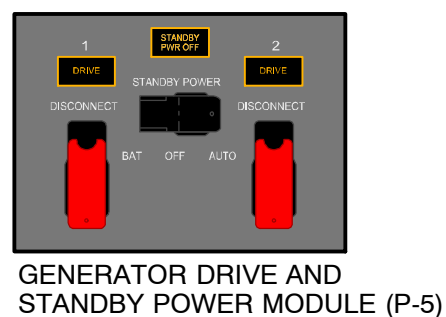 1
STANDBY
PWR OFF
2
DRIVE
DRIVE
STANDBY POWER
DISCONNECT
DISCONNECT
BAT OFF AUTO
GENERATOR DRIVE AND
STANDBY POWER MODULE (P-5)